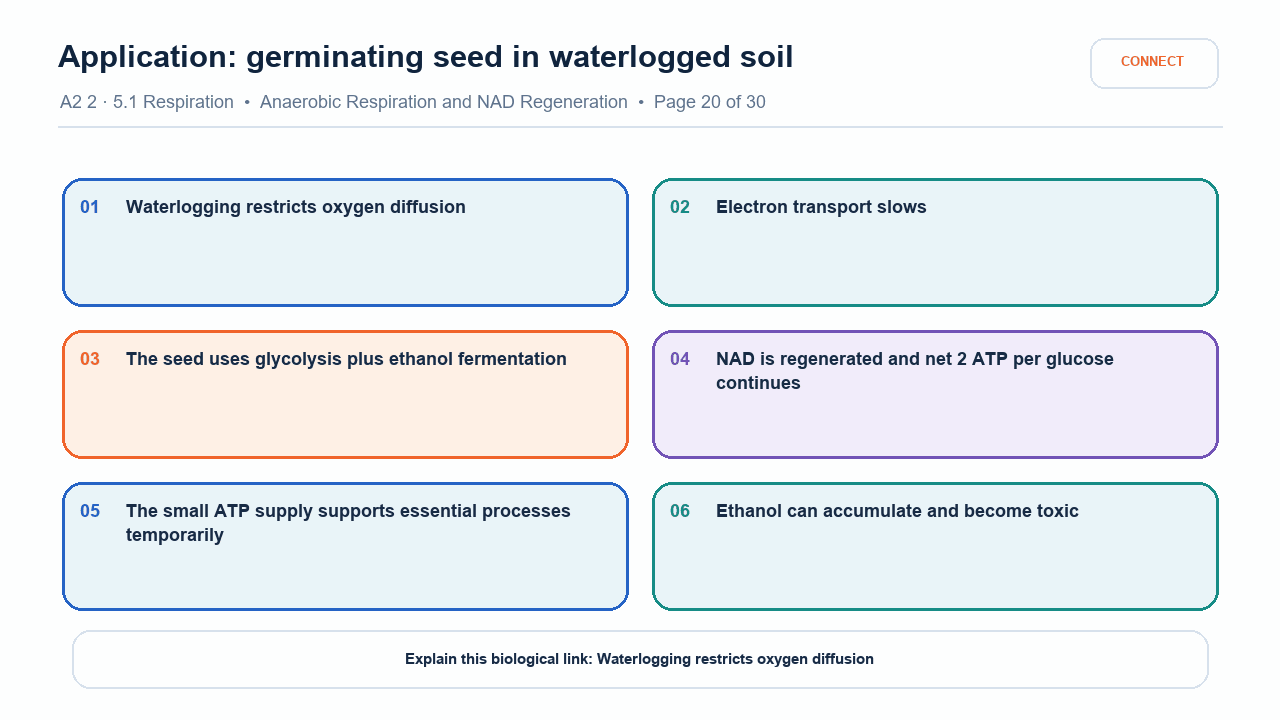 Application: germinating seed in waterlogged soil
CONNECT
A2 2 · 5.1 Respiration • Anaerobic Respiration and NAD Regeneration • Page 20 of 30
01 Waterlogging restricts oxygen diffusion
02 Electron transport slows
03 The seed uses glycolysis plus ethanol fermentation
04 NAD is regenerated and net 2 ATP per glucose
continues
05 The small ATP supply supports essential processes
temporarily
06 Ethanol can accumulate and become toxic
Explain this biological link: Waterlogging restricts oxygen diffusion